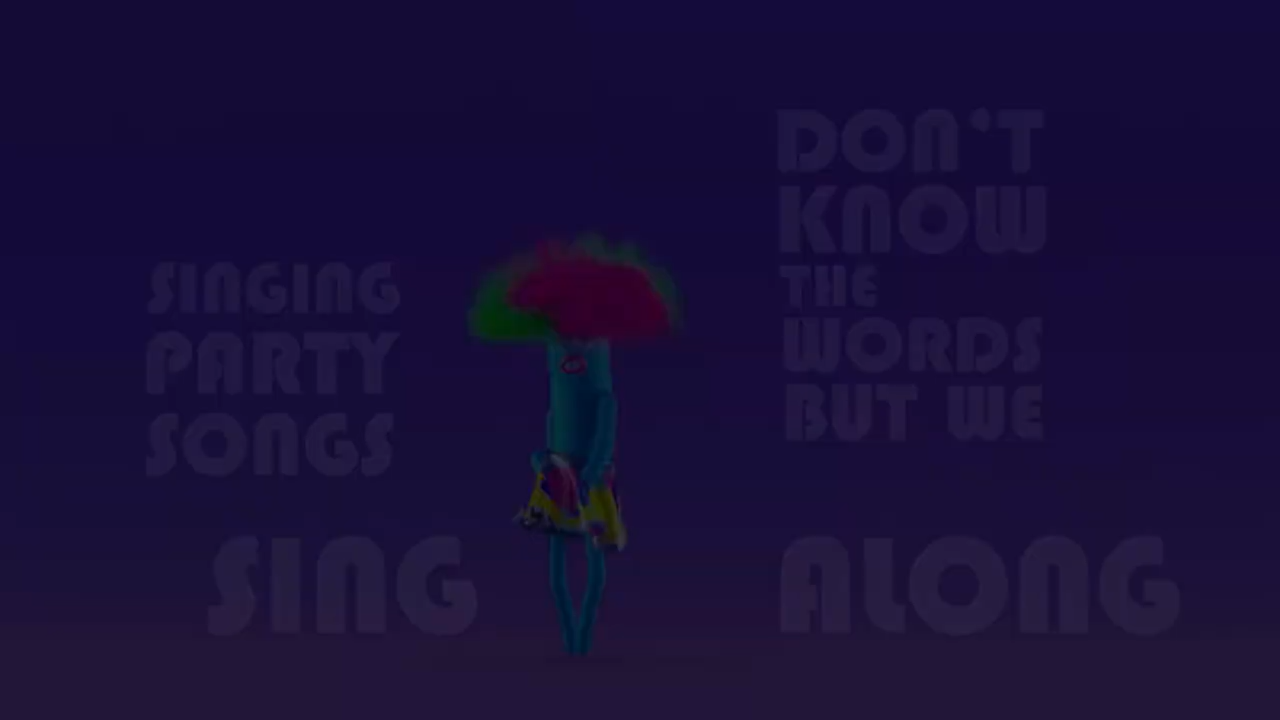 SINGING
PARTY
SONGS
DON'T
KNOW
THE
WORDS
BUT WE
SING ALONG